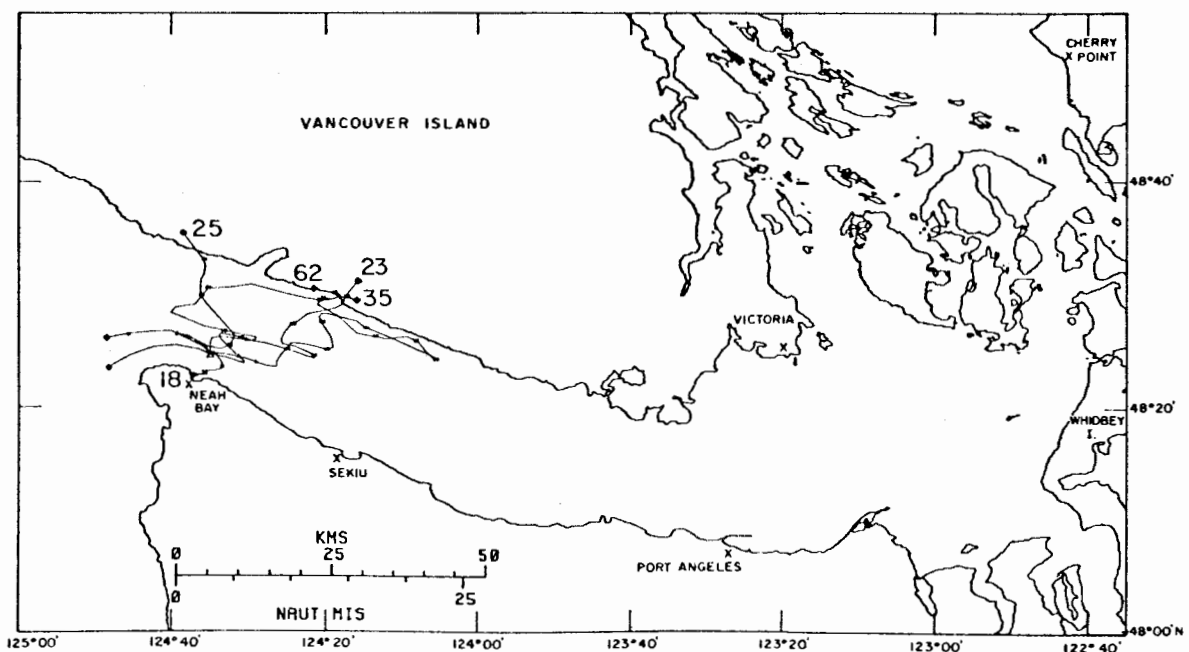 CHERRY
POINT
VANCOUVER ISLAND
48°40'
25
23
62
35
VICTORIA
18
NEAH
BAY
48°20'
WHIDBEY
I.
SEKIU
KMS
0 25 50
PORT ANGELES
0 25
NAUT MIS
48°00'N
125°00' 124°40' 124°20' 124°00' 123°40' 123°20' 123°00' 122°40'